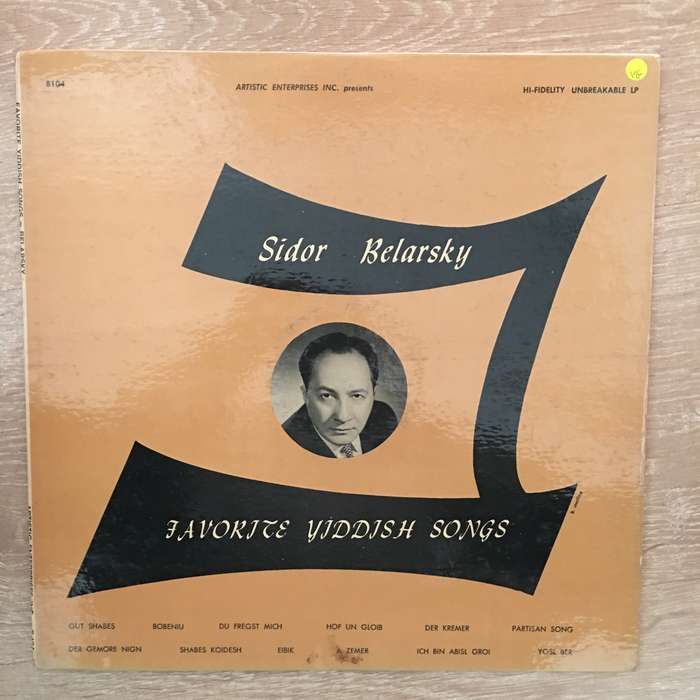 8104
ARTISTIC ENTERPRISES INC. presents
HI-FIDELITY UNBREAKABLE LP
VG
FAVORITE YIDDISH SONGS - BELARSKY
Sidor Belarsky
FAVORITE YIDDISH SONGS
GUT SHABES BOBENIU DU FREGST MICH HOF UN GLOIB DER KREMER PARTISAN SONG
DER GEMORE NIGN SHABES KOIDESH EIBIK A ZEMER ICH BIN ABISL GROI YOSL BER